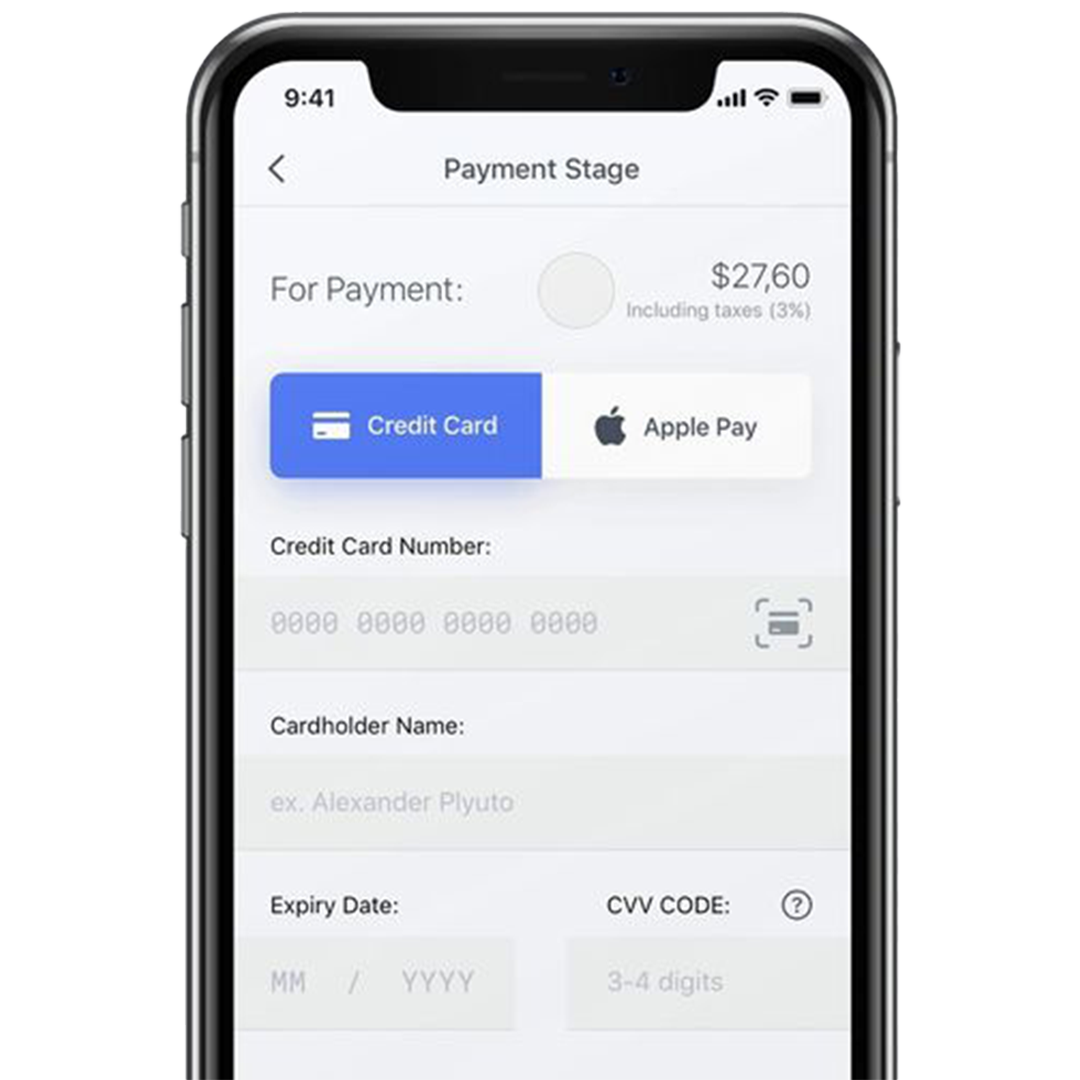 9:41
Payment Stage
For Payment:
$27,60
Including taxes (3%)
Credit Card
Apple Pay
Credit Card Number:
0000 0000 0000 0000
Cardholder Name:
ex. Alexander Plyuto
Expiry Date:
CVV CODE: ?
MM / YYYY
3-4 digits